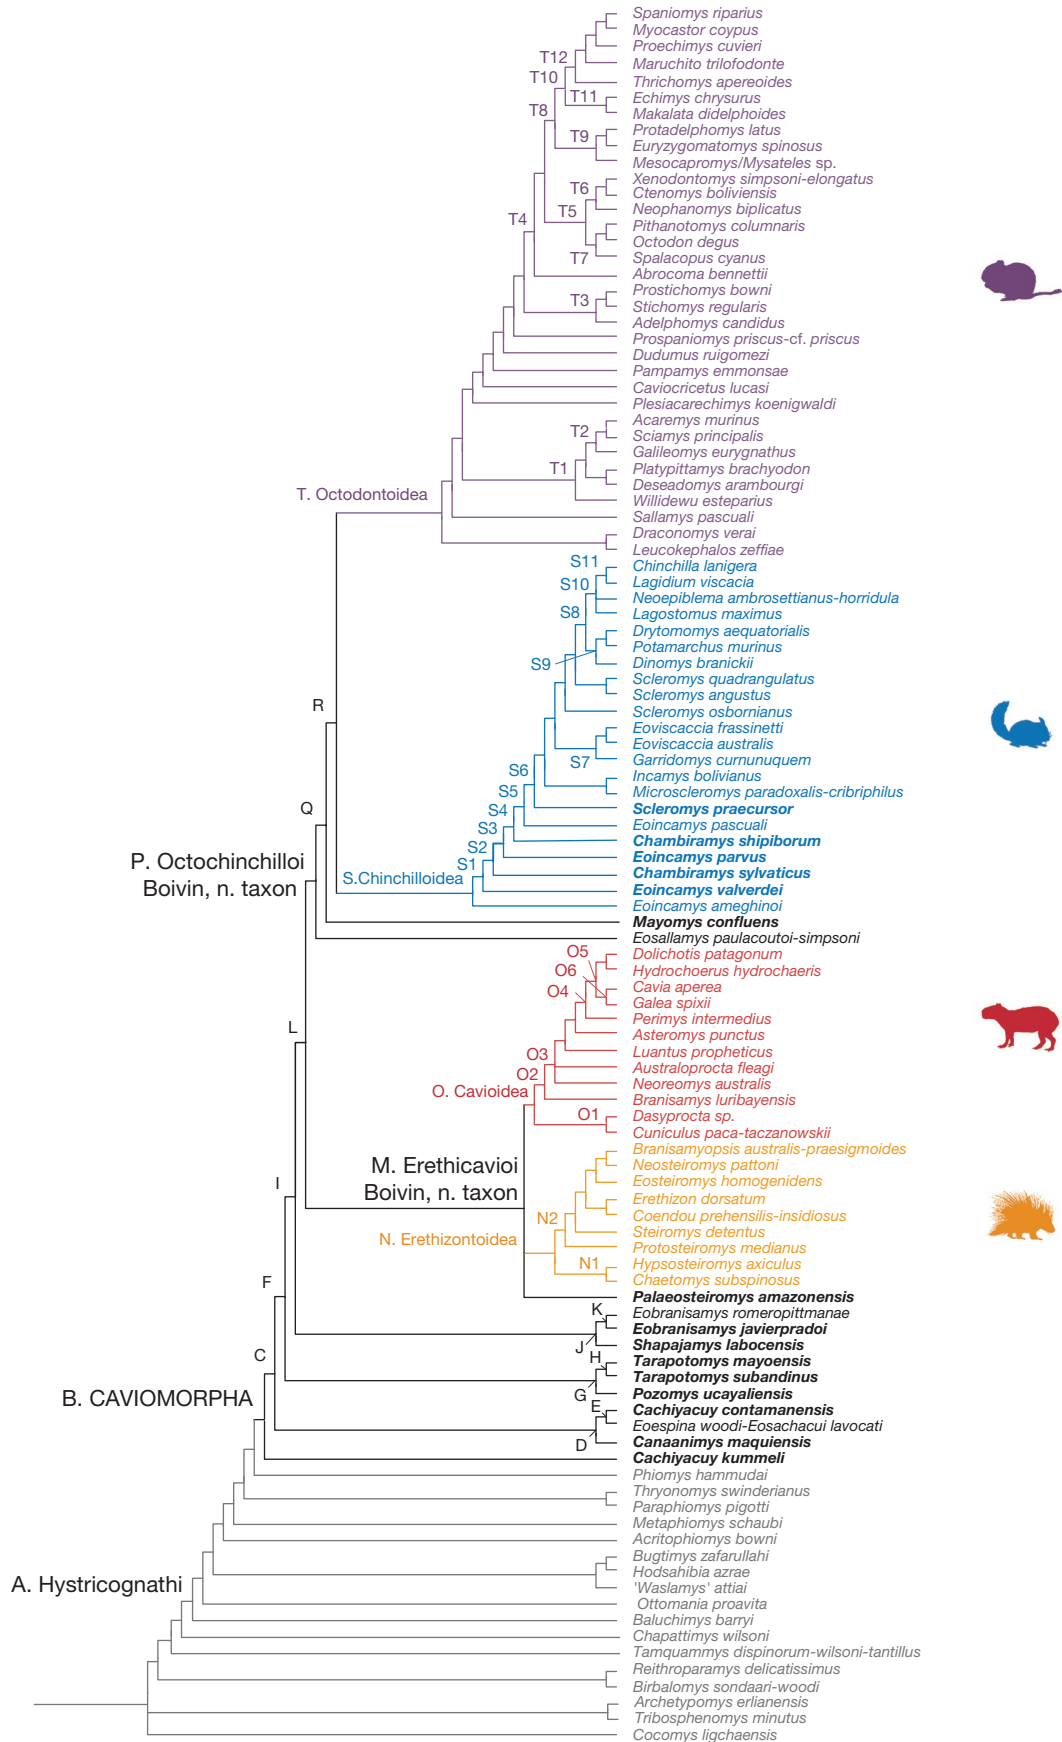 Spaniomys riparius
Myocastor coypus
Proechimys cuvieri
T12
Maruchito trilofodonte
T10
Thrichomys apereoides
T11
Echimys chrysurus
T8
Makalata didelphoides
Protadelphomys latus
T9
Euryzygomatomys spinosus
Mesocapromys/Mysateles sp.
Xenodontomys simpsoni-elongatus
T6
Ctenomys boliviensis
T5
Neophanomys biplicatus
T4
Pithanotomys columnaris
Octodon degus
T7
Spalacopus cyanus
Abrocoma bennettii
Prostichomys bowni
T3
Stichomys regularis
Adelphomys candidus
Prospaniomys priscus-cf. priscus
Dudumus ruigomezi
Pampamys emmonsae
Caviocricetus lucasi
Plesiacarechimys koenigwaldi
Acaremys murinus
T2
Sciamys principalis
Galileomys eurygnathus
T1
Platypittamys brachyodon
Deseadomys arambourgi
T. Octodontoidea
Willidewu esteparius
Sallamys pascuali
Draconomys verai
Leucokephalos zeffiae
S11
Chinchilla lanigera
S10
Lagidium viscacia
Neoepiblema ambrosettianus-horridula
S8
Lagostomus maximus
Drytomomys aequatorialis
Potamarchus murinus
S9
Dinomys branickii
Scleromys quadrangulatus
Scleromys angustus
R
Scleromys osbornianus
Eoviscaccia frassinetti
Eoviscaccia australis
S7
Garridomys curnunuquem
S6
Incamys bolivianus
S5
Microscleromys paradoxalis-cribriphilus
Q
S4
Scleromys praecursor
S3
Eoincamys pascuali
S2
Chambiramys shipiborum
P. Octochinchilloi
Boivin, n. taxon
S1
Eoincamys parvus
S.Chinchilloidea
Chambiramys sylvaticus
Eoincamys valverdei
Eoincamys ameghinoi
Mayomys confluens
Eosallamys paulacoutoi-simpsoni
O5
Dolichotis patagonum
O6
Hydrochoerus hydrochaeris
O4
Cavia aperea
Galea spixii
L
Perimys intermedius
Asteromys punctus
O3
Luantus propheticus
O2
Australoprocta fleagi
O. Cavioidea
Neoreomys australis
Branisamys luribayensis
O1
Dasyprocta sp.
Cuniculus paca-taczanowskii
M. Erethicavioi
Boivin, n. taxon
Branisamyopsis australis-praesigmoides
Neosteiromys pattoni
I
Eosteiromys homogenidens
Erethizon dorsatum
N2
Coendou prehensilis-insidiosus
N. Erethizontoidea
Steiromys detentus
Protosteiromys medianus
N1
Hypsosteiromys axiculus
F
Chaetomys subspinosus
Palaeosteiromys amazonensis
K
Eobranisamys romeropittmanae
Eobranisamys javierpradoi
J
Shapajamys labocensis
C
H
Tarapotomys mayoensis
Tarapotomys subandinus
G
Pozomys ucayaliensis
B. CAVIOMORPHA
E
Cachiyacuy contamanensis
Eoespina woodi-Eosachacui lavocati
D
Canaanimys maquiensis
Cachiyacuy kummeli
Phiomys hammudai
Thryonomys swinderianus
Paraphiomys pigotti
Metaphiomys schaubi
Acritophiomys bowni
Bugtimys zafarullahi
Hodsahibia azrae
A. Hystricognathi
'Waslamys' attiai
Ottomania proavita
Baluchimys barryi
Chapattimys wilsoni
Tamquammys dispinorum-wilsoni-tantillus
Reithroparamys delicatissimus
Birbalomys sondaari-woodi
Archetypomys erlianensis
Tribosphenomys minutus
Cocomys ligchaensis